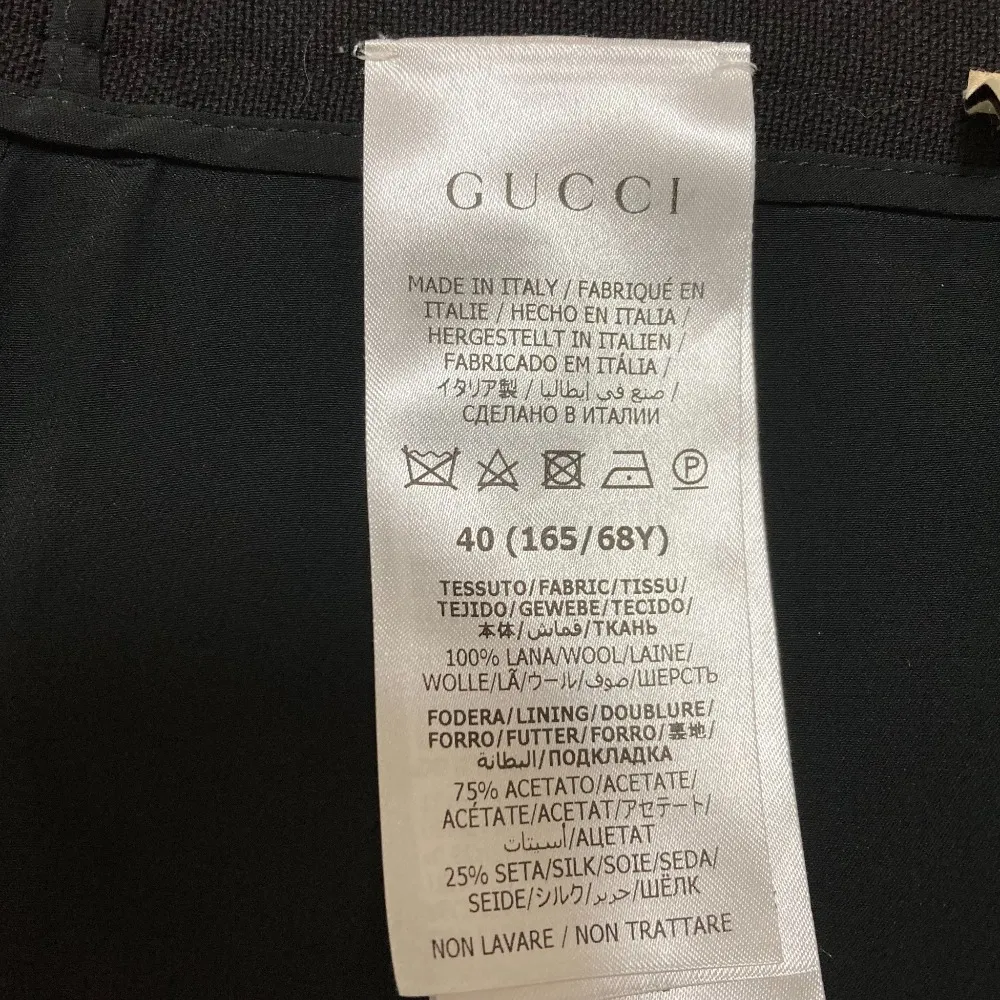 GUCCI
MADE IN ITALY / FABRIQUÉ EN
ITALIE / HECHO EN ITALIA /
HERGESTELLT IN ITALIEN /
FABRICADO EM ITÁLIA /
イタリア製 / صنع في إيطاليا /
СДЕЛАНО В ИТАЛИИ
P
40 (165/68Y)
TESSUTO/FABRIC/TISSU/
TEJIDO/GEWEBE/TECIDO/
本体/قماش/ТКАНЬ
100% LANA/WOOL/LAINE/
WOLLE/LÃ/ウール/صوف/ШЕРСТЬ
FODERA/LINING/DOUBLURE/
FORRO/FUTTER/FORRO/裏地/
البطانة/ПОДКЛАДКА
75% ACETATO/ACETATE/
ACÉTATE/ACETAT/アセテート/
أسيتات/АЦЕТАТ
25% SETA/SILK/SOIE/SEDA/
SEIDE/シルク/حرير/ШЁЛК
NON LAVARE / NON TRATTARE